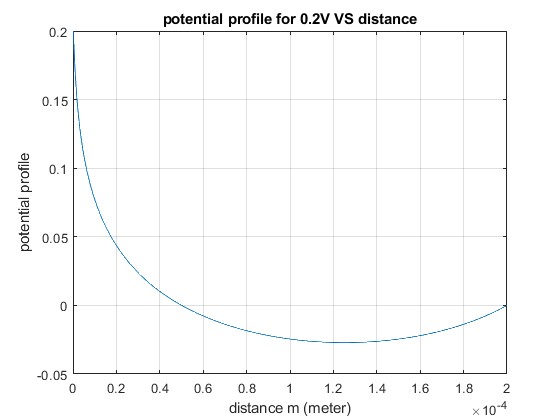 potential profile for 0.2V VS distance
0.2
0.15
0.1
0.05
0
-0.05
potential profile
0 0.2 0.4 0.6 0.8 1 1.2 1.4 1.6 1.8 2
distance m (meter)
×10⁻⁴